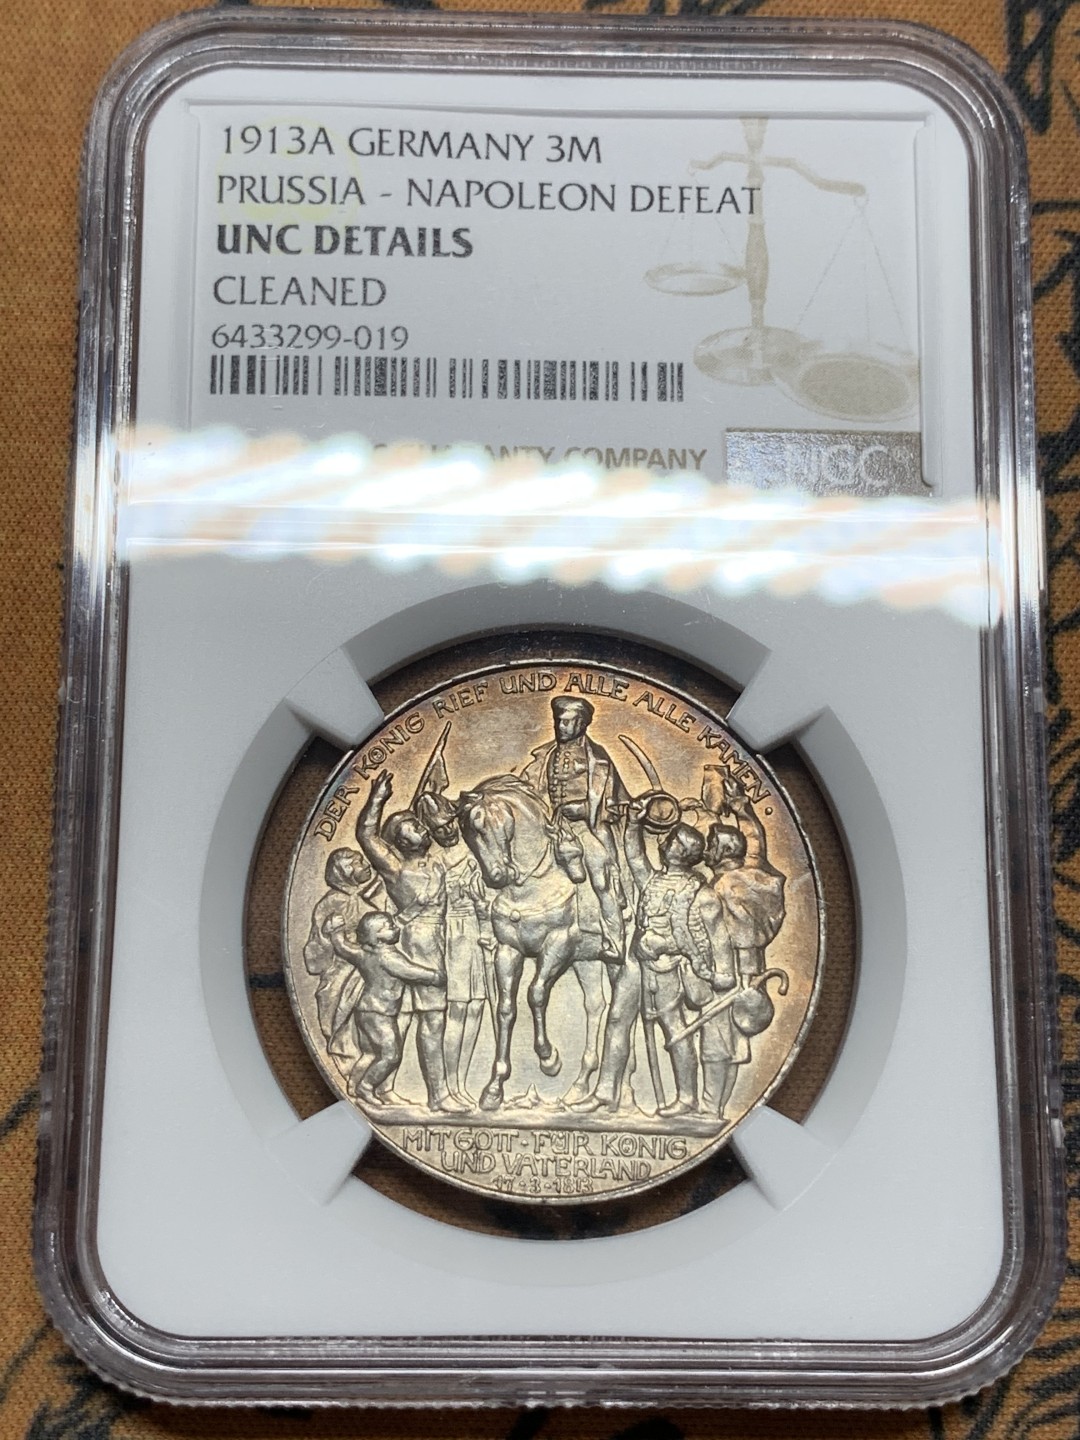 1913A GERMANY 3M
PRUSSIA - NAPOLEON DEFEAT
UNC DETAILS
CLEANED
6433299-019
GUARANTY COMPANY
NGC
DER KÖNIG RIEF UND ALLE ALLE KAMEN.
MIT GOTT · FÜR KÖNIG
UND VATERLAND
17·3·1813